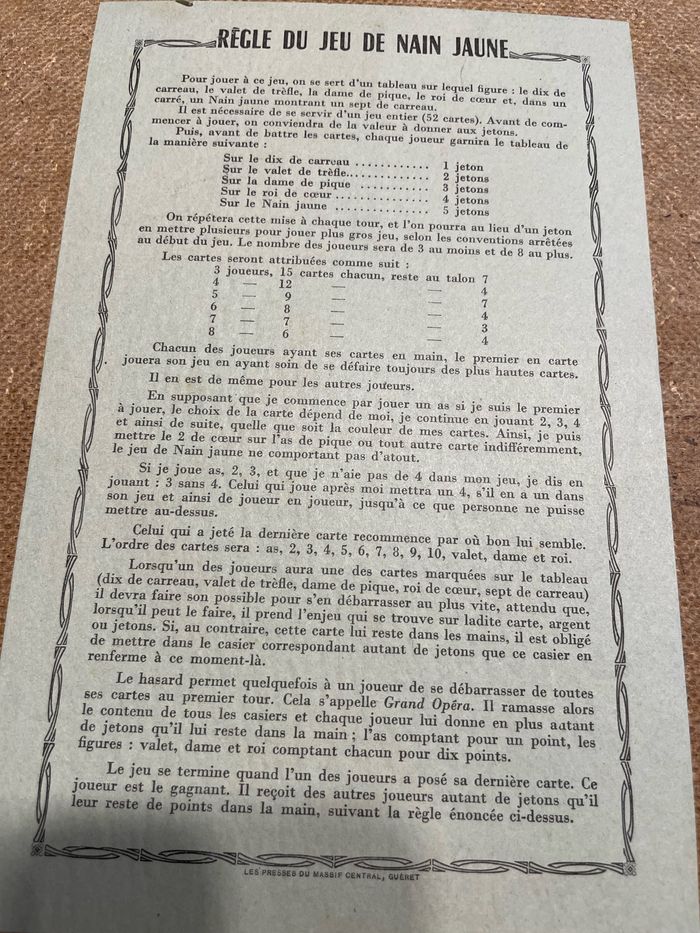 RÈGLE DU JEU DE NAIN JAUNE
Pour jouer à ce jeu, on se sert d'un tableau sur lequel figure : le dix de
carreau, le valet de trèfle, la dame de pique, le roi de cœur et, dans un
carré, un Nain jaune montrant un sept de carreau.
Il est nécessaire de se servir d'un jeu entier (52 cartes). Avant de com-
mencer à jouer, on conviendra de la valeur à donner aux jetons.
Puis, avant de battre les cartes, chaque joueur garnira le tableau de
la manière suivante :
Sur le dix de carreau ............ 1 jeton
Sur le valet de trèfle............. 2 jetons
Sur la dame de pique ........... 3 jetons
Sur le roi de cœur............... 4 jetons
Sur le Nain jaune ............... 5 jetons
On répétera cette mise à chaque tour, et l'on pourra au lieu d'un jeton
en mettre plusieurs pour jouer plus gros jeu, selon les conventions arrêtées
au début du jeu. Le nombre des joueurs sera de 3 au moins et de 8 au plus.
Les cartes seront attribuées comme suit :
3 joueurs, 15 cartes chacun, reste au talon 7
4 — 12 — — 4
5 — 9 — — 7
6 — 8 — — 4
7 — 7 — — 3
8 — 6 — — 4
Chacun des joueurs ayant ses cartes en main, le premier en carte
jouera son jeu en ayant soin de se défaire toujours des plus hautes cartes.
Il en est de même pour les autres joueurs.
En supposant que je commence par jouer un as si je suis le premier
à jouer, le choix de la carte dépend de moi, je continue en jouant 2, 3, 4
et ainsi de suite, quelle que soit la couleur de mes cartes. Ainsi, je puis
mettre le 2 de cœur sur l'as de pique ou tout autre carte indifféremment,
le jeu de Nain jaune ne comportant pas d'atout.
Si je joue as, 2, 3, et que je n'aie pas de 4 dans mon jeu, je dis en
jouant : 3 sans 4. Celui qui joue après moi mettra un 4, s'il en a un dans
son jeu et ainsi de joueur en joueur, jusqu'à ce que personne ne puisse
mettre au-dessus.
Celui qui a jeté la dernière carte recommence par où bon lui semble.
L'ordre des cartes sera : as, 2, 3, 4, 5, 6, 7, 8, 9, 10, valet, dame et roi.
Lorsqu'un des joueurs aura une des cartes marquées sur le tableau
(dix de carreau, valet de trèfle, dame de pique, roi de cœur, sept de carreau)
il devra faire son possible pour s'en débarrasser au plus vite, attendu que,
lorsqu'il peut le faire, il prend l'enjeu qui se trouve sur ladite carte, argent
ou jetons. Si, au contraire, cette carte lui reste dans les mains, il est obligé
de mettre dans le casier correspondant autant de jetons que ce casier en
renferme à ce moment-là.
Le hasard permet quelquefois à un joueur de se débarrasser de toutes
ses cartes au premier tour. Cela s'appelle Grand Opéra. Il ramasse alors
le contenu de tous les casiers et chaque joueur lui donne en plus autant
de jetons qu'il lui reste dans la main ; l'as comptant pour un point, les
figures : valet, dame et roi comptant chacun pour dix points.
Le jeu se termine quand l'un des joueurs a posé sa dernière carte. Ce
joueur est le gagnant. Il reçoit des autres joueurs autant de jetons qu'il
leur reste de points dans la main, suivant la règle énoncée ci-dessus.
LES PRESSES DU MASSIF CENTRAL, GUÉRET